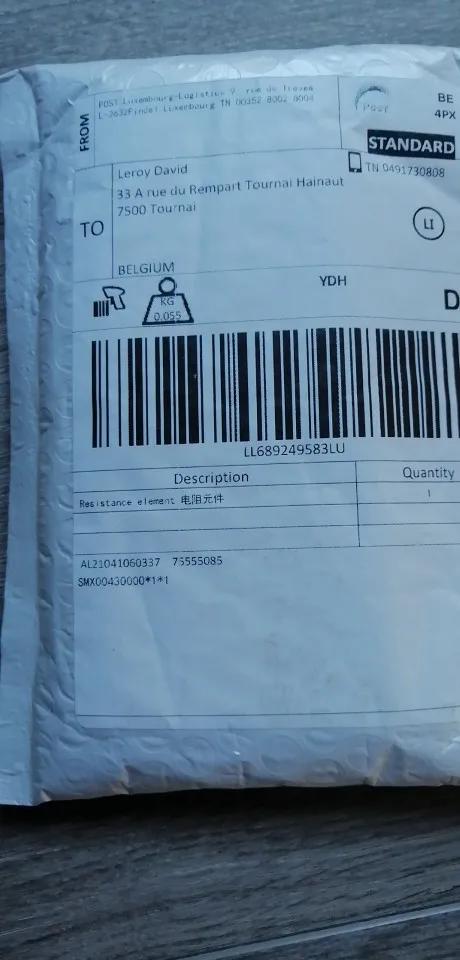 FROM
POST Luxembourg-Logistics 9, rue de Treves
L-2632Findel Luxembourg TN 00352 8002 8004
Post
BE
4PX
STANDARD
TN 0491730808
TO
Leroy David
33 A rue du Rempart Tournai Hainaut
7500 Tournai
LI
BELGIUM
KG
0.055
YDH
D
LL689249583LU
Description
Quantity
Resistance element 电阻元件
1
AL21041060337 75555085
SMX00430000*1*1